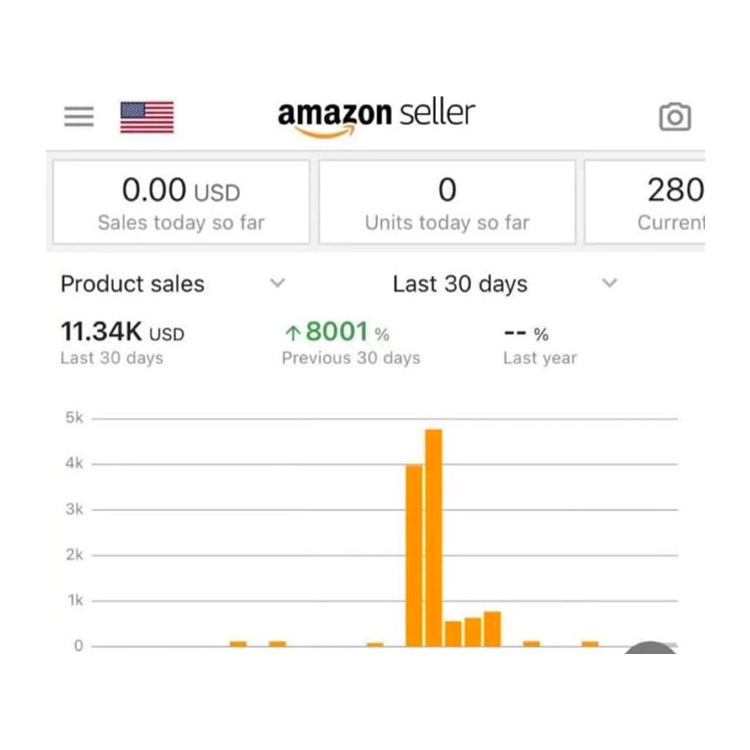 amazon seller
0.00 USD
Sales today so far
0
Units today so far
280
Current
Product sales
Last 30 days
11.34K USD
Last 30 days
↑8001 %
Previous 30 days
-- %
Last year
5k
4k
3k
2k
1k
0